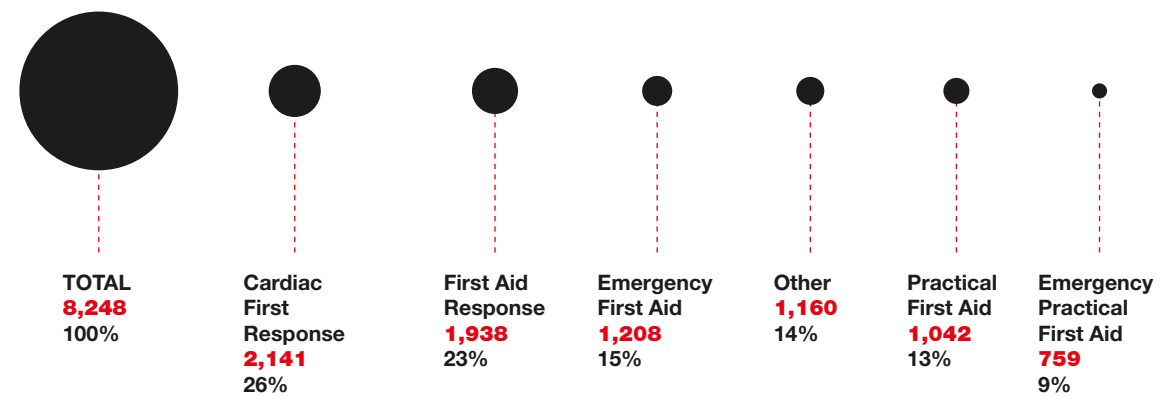 TOTAL
8,248
100%
Cardiac
First
Response
2,141
26%
First Aid
Response
1,938
23%
Emergency
First Aid
1,208
15%
Other
1,160
14%
Practical
First Aid
1,042
13%
Emergency
Practical
First Aid
759
9%